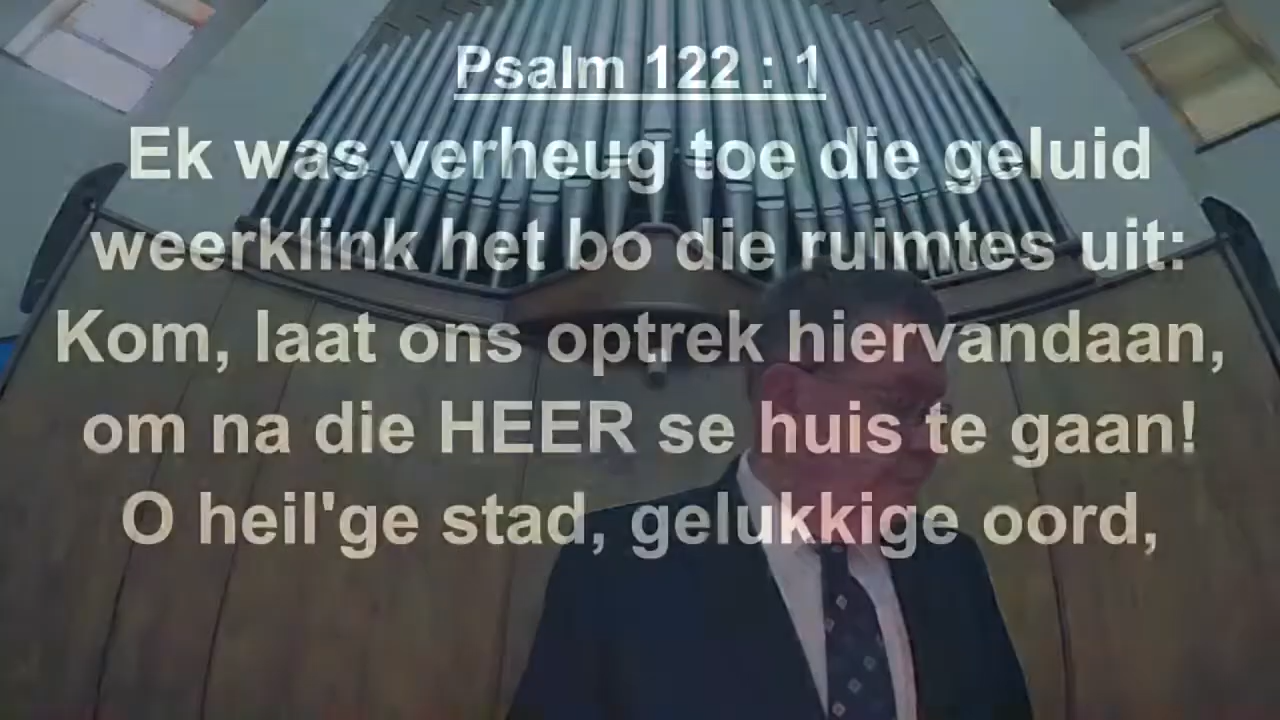 Psalm 122 : 1
Ek was verheug toe die geluid
weerklink het bo die ruimtes uit:
Kom, laat ons optrek hiervandaan,
om na die HEER se huis te gaan!
O heil'ge stad, gelukkige oord,